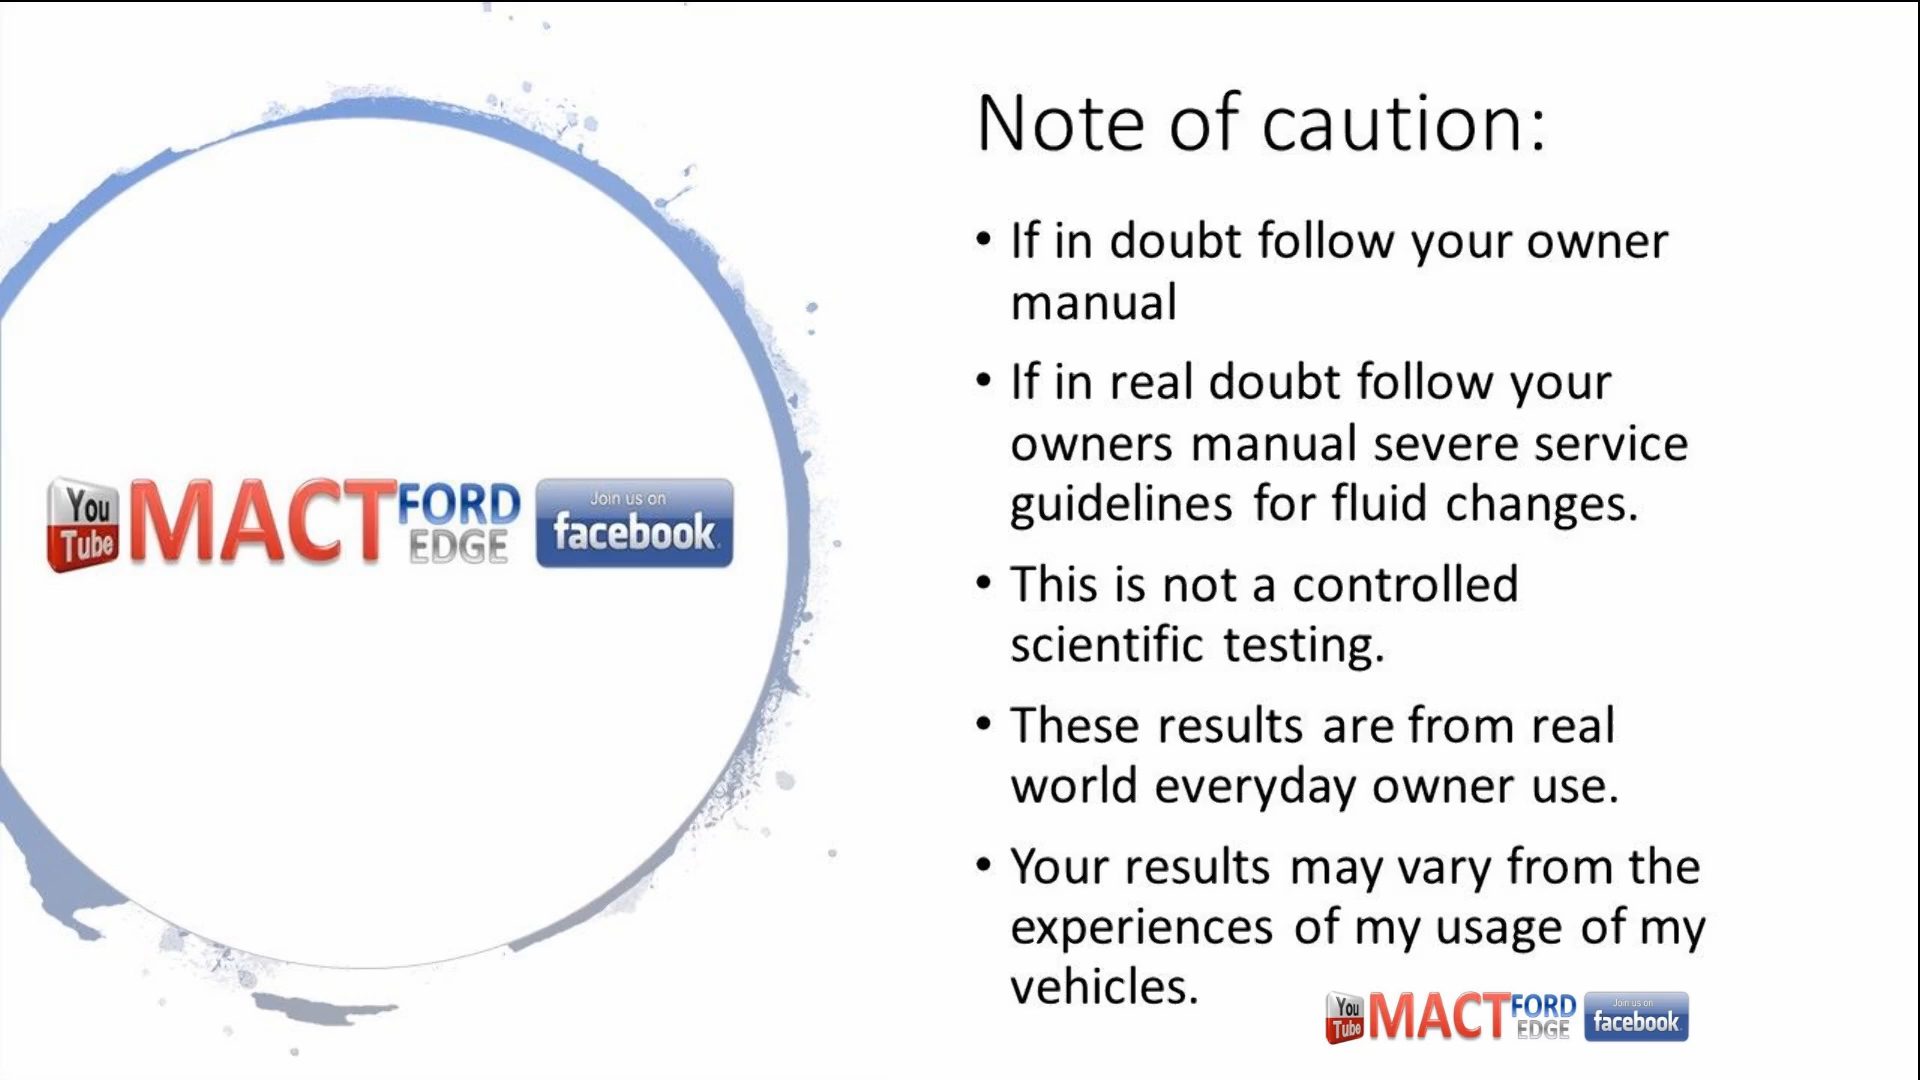 Note of caution:
• If in doubt follow your owner
manual
• If in real doubt follow your
owners manual severe service
guidelines for fluid changes.
• This is not a controlled
scientific testing.
• These results are from real
world everyday owner use.
• Your results may vary from the
experiences of my usage of my
vehicles.
You
Tube
MACT
FORD
EDGE
Join us on
facebook
You
Tube
MACT
FORD
EDGE
Join us on
facebook